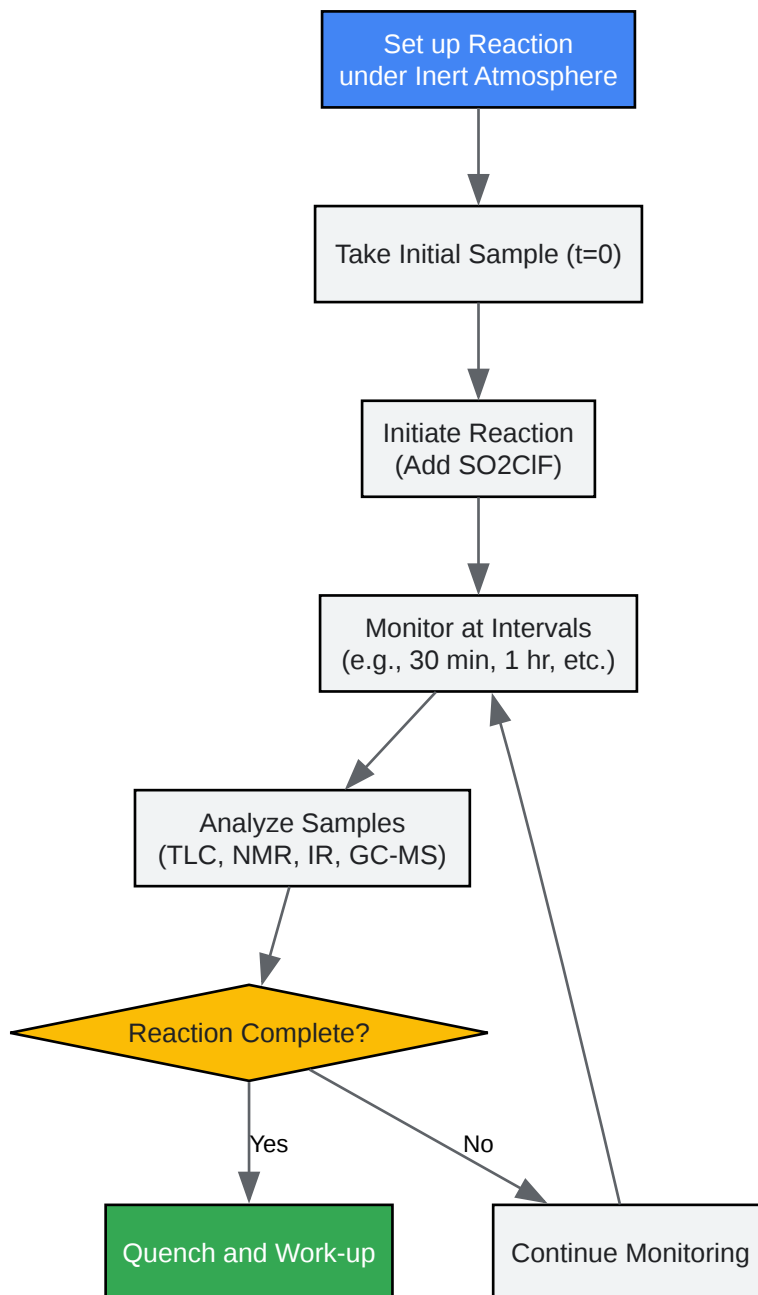 Set up Reaction
under Inert Atmosphere
Take Initial Sample (t=0)
Initiate Reaction
(Add SO2ClF)
Monitor at Intervals
(e.g., 30 min, 1 hr, etc.)
Analyze Samples
(TLC, NMR, IR, GC-MS)
Reaction Complete?
Yes
No
Quench and Work-up
Continue Monitoring